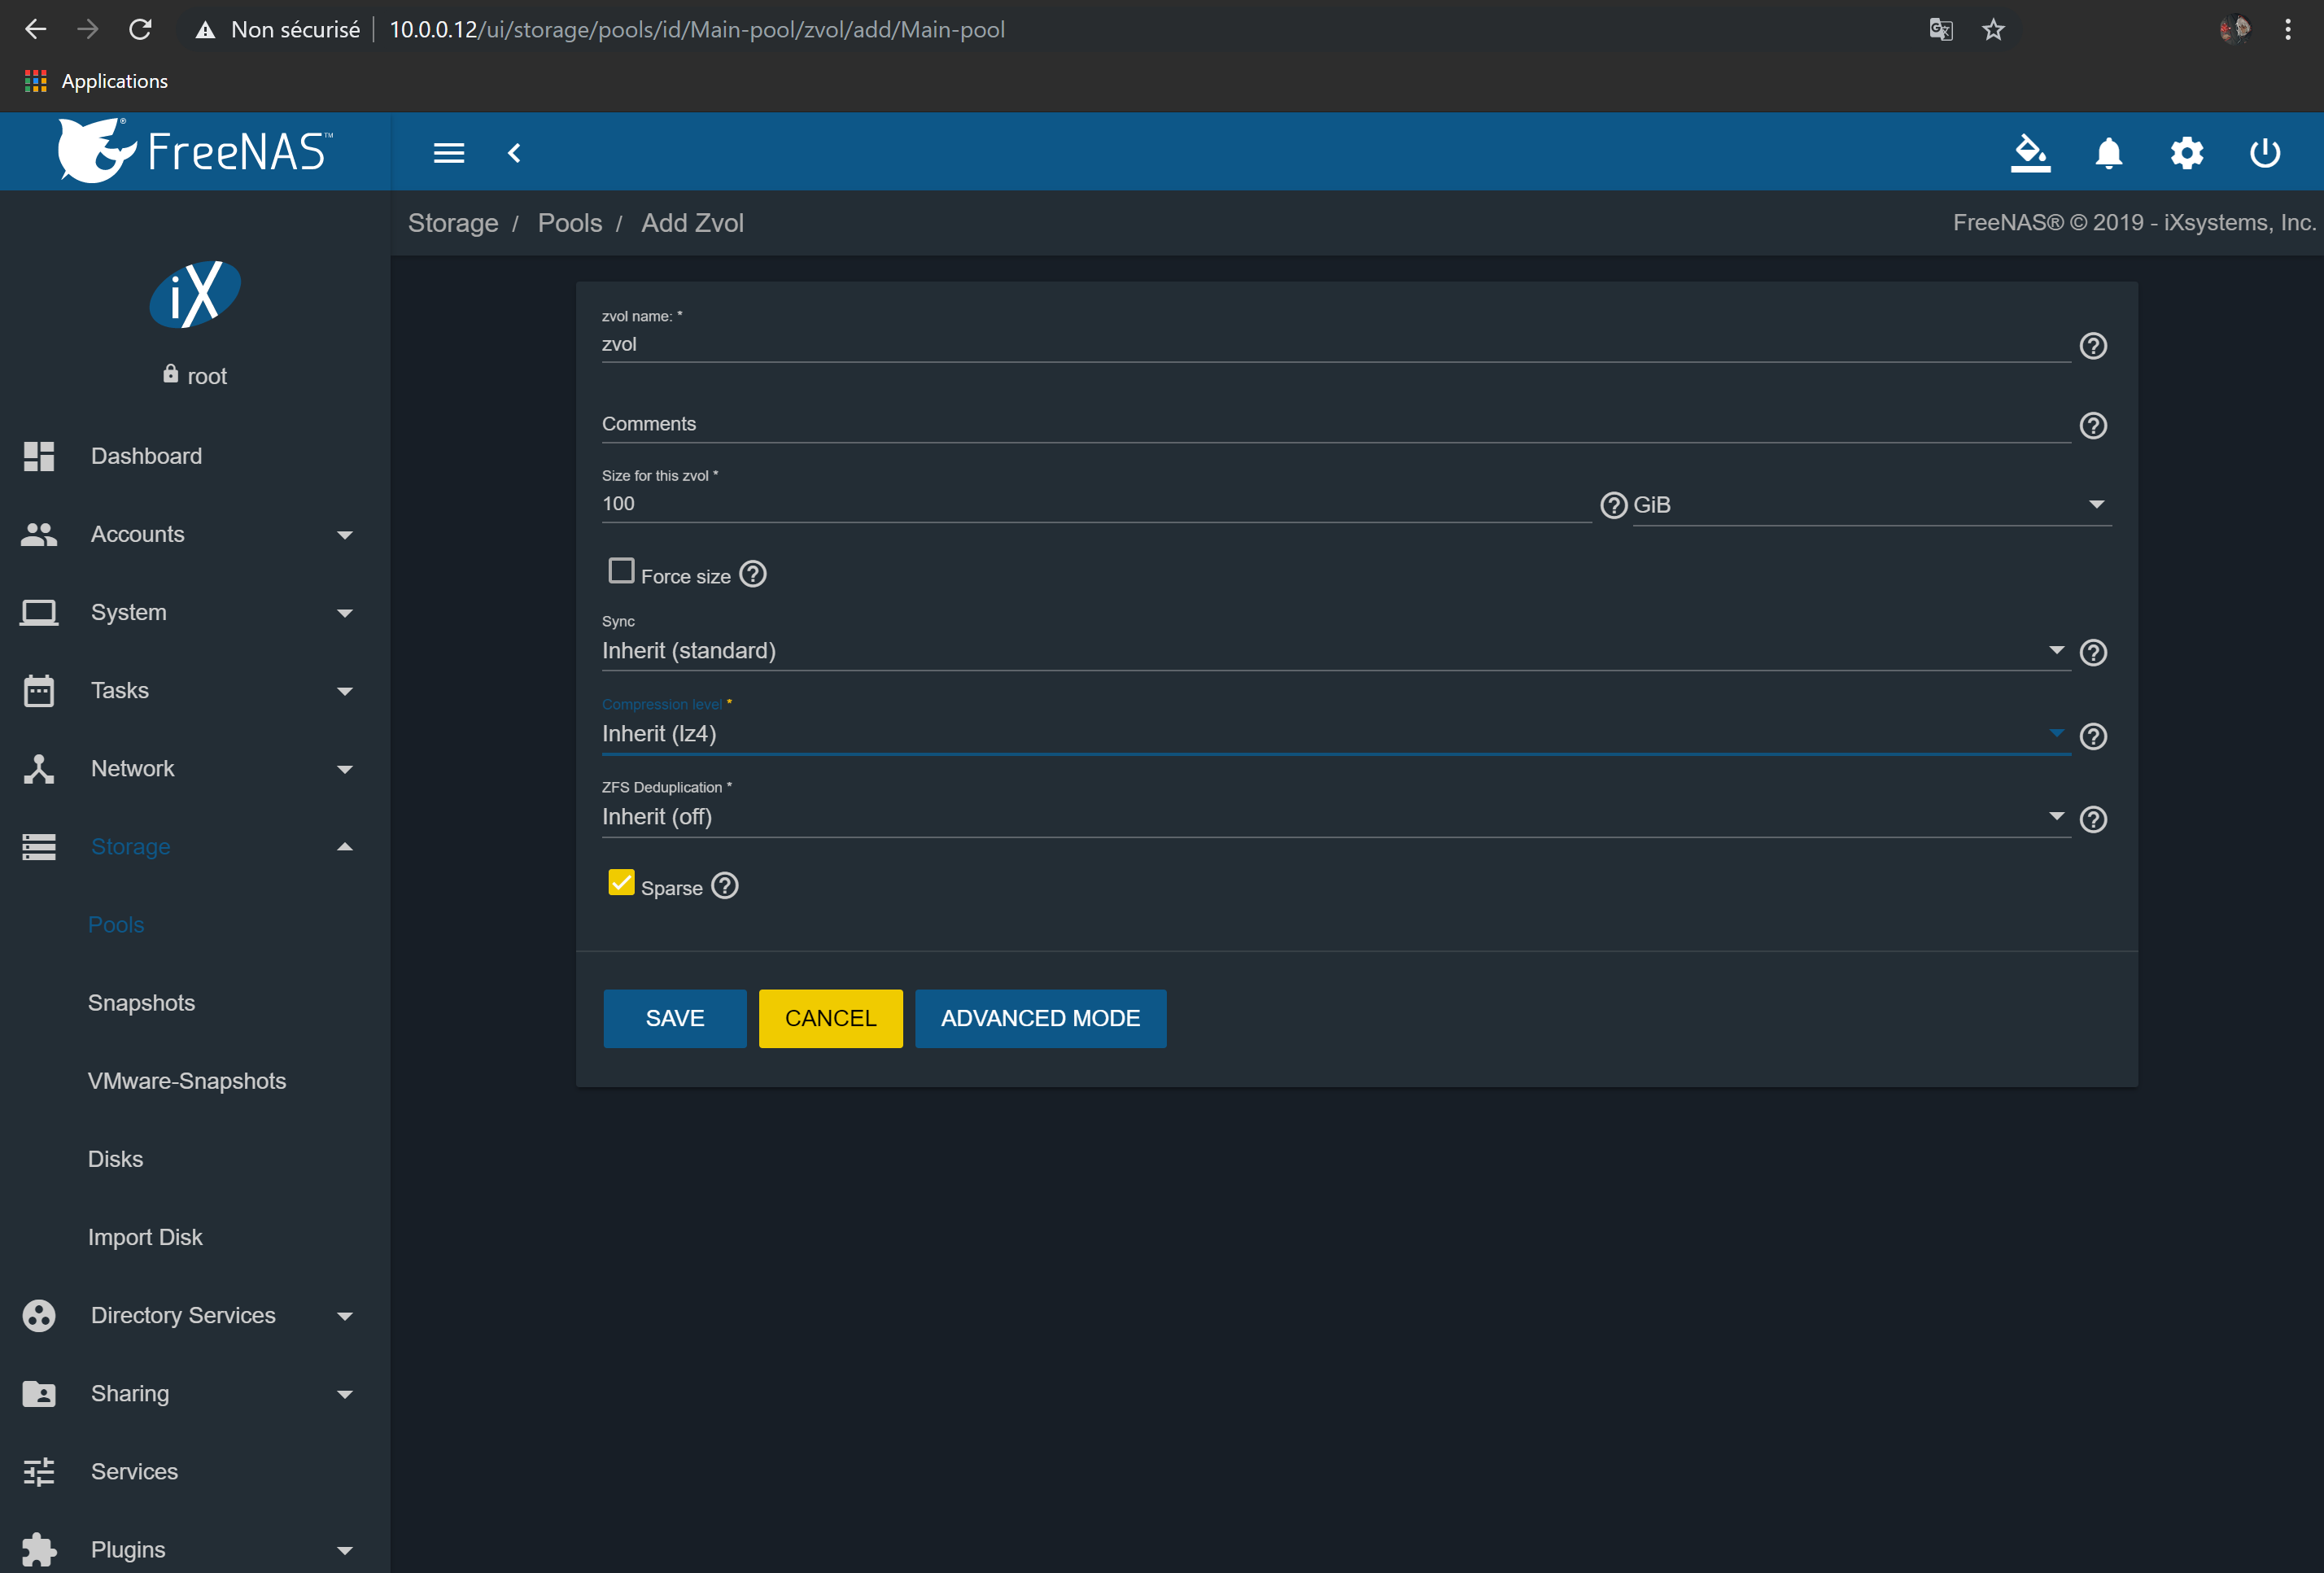 Non sécurisé
10.0.0.12/ui/storage/pools/id/Main-pool/zvol/add/Main-pool
Applications
FreeNAS™
Storage / Pools / Add Zvol
FreeNAS® © 2019 - iXsystems, Inc.
iX
root
Dashboard
Accounts
System
Tasks
Network
Storage
Pools
Snapshots
VMware-Snapshots
Disks
Import Disk
Directory Services
Sharing
Services
Plugins
zvol name: *
zvol
Comments
Size for this zvol *
100
GiB
Force size
Sync
Inherit (standard)
Compression level *
Inherit (lz4)
ZFS Deduplication *
Inherit (off)
Sparse
SAVE
CANCEL
ADVANCED MODE